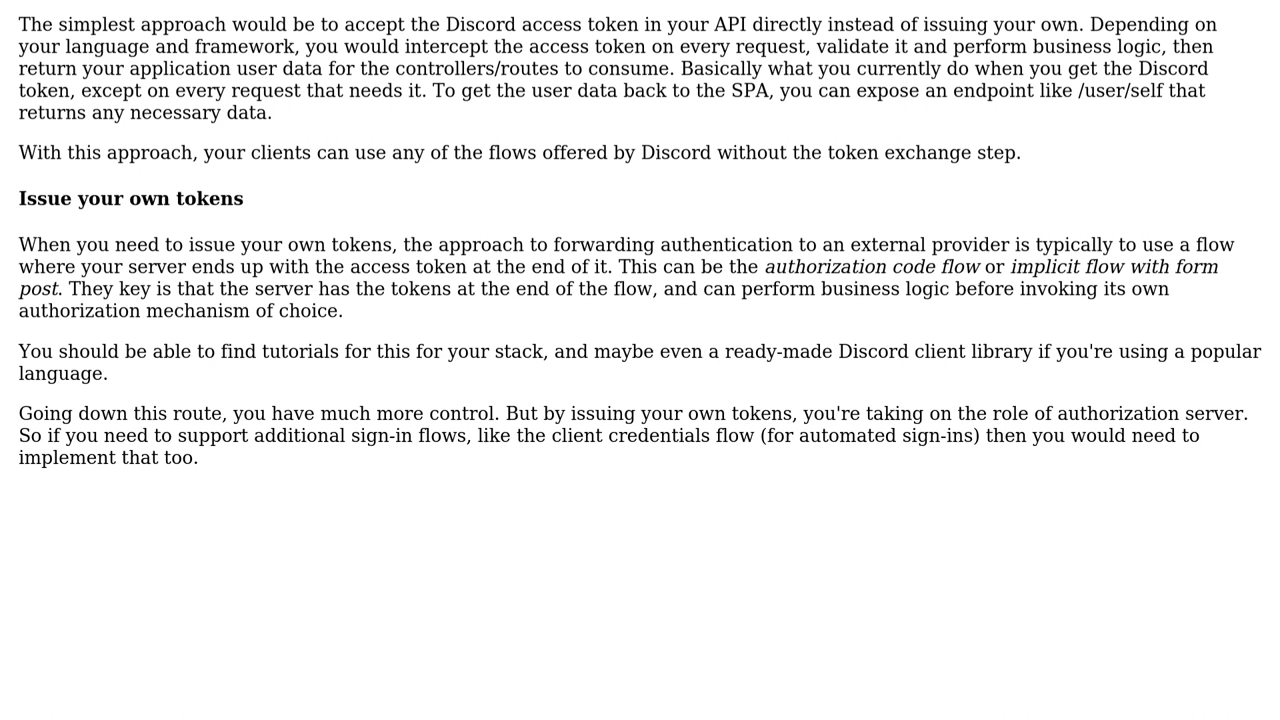 The simplest approach would be to accept the Discord access token in your API directly instead of issuing your own. Depending on
your language and framework, you would intercept the access token on every request, validate it and perform business logic, then
return your application user data for the controllers/routes to consume. Basically what you currently do when you get the Discord
token, except on every request that needs it. To get the user data back to the SPA, you can expose an endpoint like /user/self that
returns any necessary data.
With this approach, your clients can use any of the flows offered by Discord without the token exchange step.
Issue your own tokens
When you need to issue your own tokens, the approach to forwarding authentication to an external provider is typically to use a flow
where your server ends up with the access token at the end of it. This can be the authorization code flow or implicit flow with form
post. They key is that the server has the tokens at the end of the flow, and can perform business logic before invoking its own
authorization mechanism of choice.
You should be able to find tutorials for this for your stack, and maybe even a ready-made Discord client library if you're using a popular
language.
Going down this route, you have much more control. But by issuing your own tokens, you're taking on the role of authorization server.
So if you need to support additional sign-in flows, like the client credentials flow (for automated sign-ins) then you would need to
implement that too.